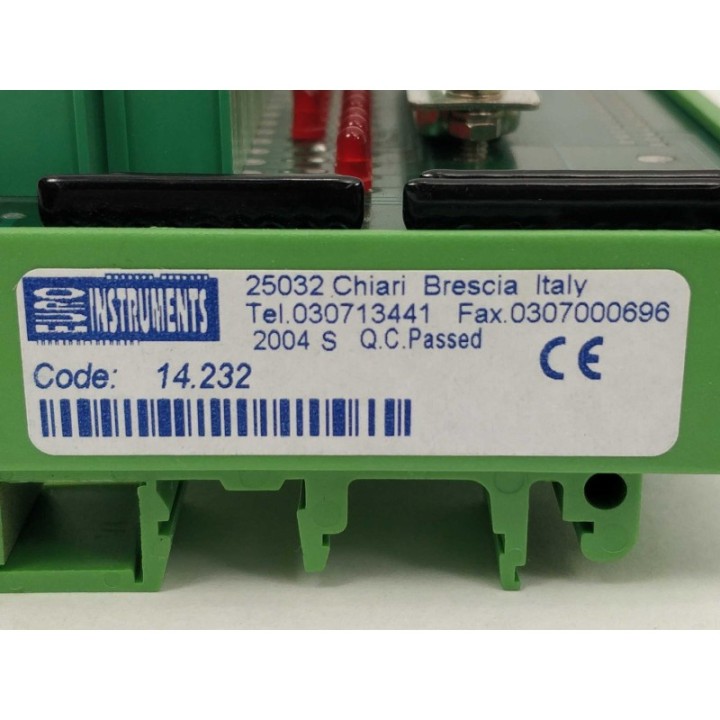 EURO
INSTRUMENTS
25032 Chiari Brescia Italy
Tel.030713441 Fax.0307000696
2004 S Q.C.Passed
CE
Code: 14.232